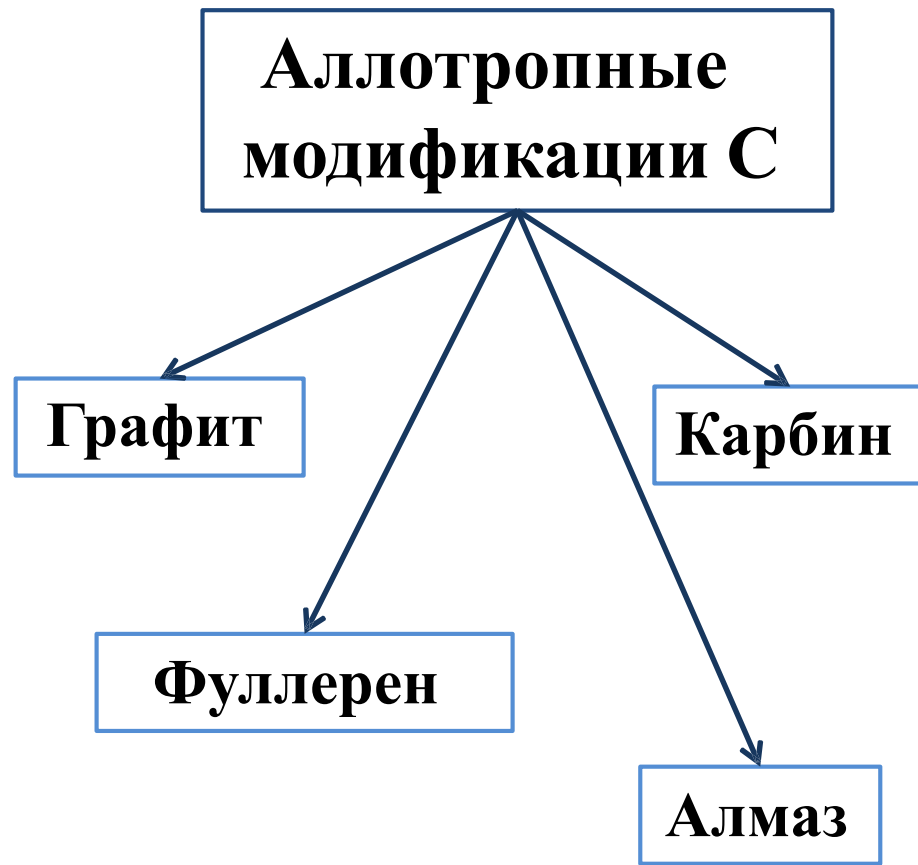 Аллотропные
модификации С
Графит
Карбин
Фуллерен
Алмаз